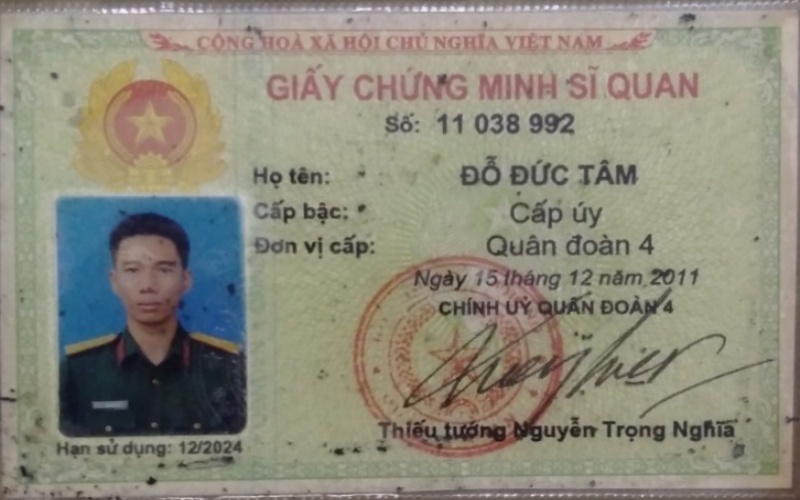 CỘNG HOÀ XÃ HỘI CHỦ NGHĨA VIỆT NAM
GIẤY CHỨNG MINH SĨ QUAN
Số: 11 038 992
Họ tên: ĐỖ ĐỨC TÂM
Cấp bậc: Cấp úy
Đơn vị cấp: Quân đoàn 4
Ngày 15 tháng 12 năm 2011
CHÍNH UỶ QUÂN ĐOÀN 4
Thiếu tướng Nguyễn Trọng Nghĩa
Hạn sử dụng: 12/2024